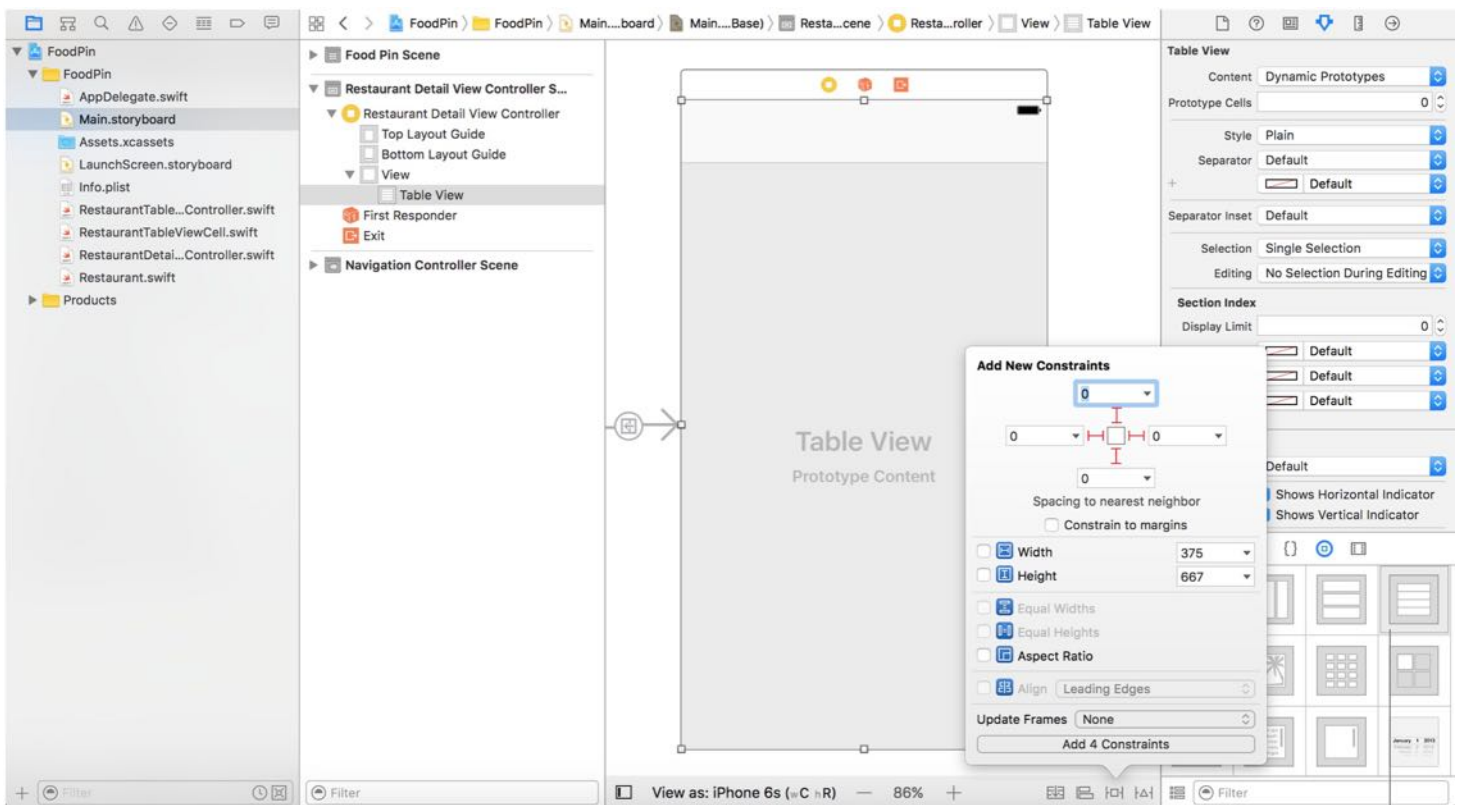 FoodPin
FoodPin
AppDelegate.swift
Main.storyboard
Assets.xcassets
LaunchScreen.storyboard
Info.plist
RestaurantTable...Controller.swift
RestaurantTableViewCell.swift
RestaurantDetai...Controller.swift
Restaurant.swift
Products
Filter
FoodPin
FoodPin
Main....board
Main....Base)
Resta...cene
Resta...roller
View
Table View
Food Pin Scene
Restaurant Detail View Controller S...
Restaurant Detail View Controller
Top Layout Guide
Bottom Layout Guide
View
Table View
First Responder
Exit
Navigation Controller Scene
Filter
Table View
Prototype Content
View as: iPhone 6s (wC hR) — 86% +
Add New Constraints
0
0
0
0
Spacing to nearest neighbor
Constrain to margins
Width 375
Height 667
Equal Widths
Equal Heights
Aspect Ratio
Align Leading Edges
Update Frames None
Add 4 Constraints
Table View
Content Dynamic Prototypes
Prototype Cells 0
Style Plain
Separator Default
Default
Separator Inset Default
Selection Single Selection
Editing No Selection During Editing
Section Index
Display Limit 0
Default
Default
Default
Default
Shows Horizontal Indicator
Shows Vertical Indicator
{}
Filter